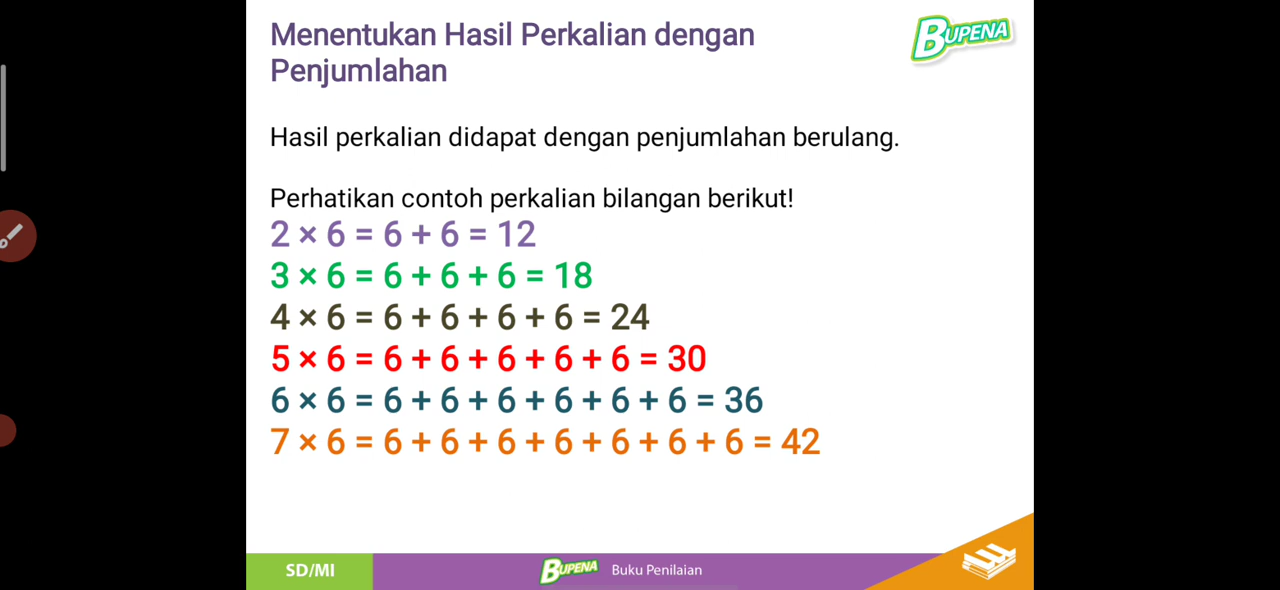 Menentukan Hasil Perkalian dengan
Penjumlahan
BUPENA
Hasil perkalian didapat dengan penjumlahan berulang.
Perhatikan contoh perkalian bilangan berikut!
2 × 6 = 6 + 6 = 12
3 × 6 = 6 + 6 + 6 = 18
4 × 6 = 6 + 6 + 6 + 6 = 24
5 × 6 = 6 + 6 + 6 + 6 + 6 = 30
6 × 6 = 6 + 6 + 6 + 6 + 6 + 6 = 36
7 × 6 = 6 + 6 + 6 + 6 + 6 + 6 + 6 = 42
SD/MI
BUPENA Buku Penilaian